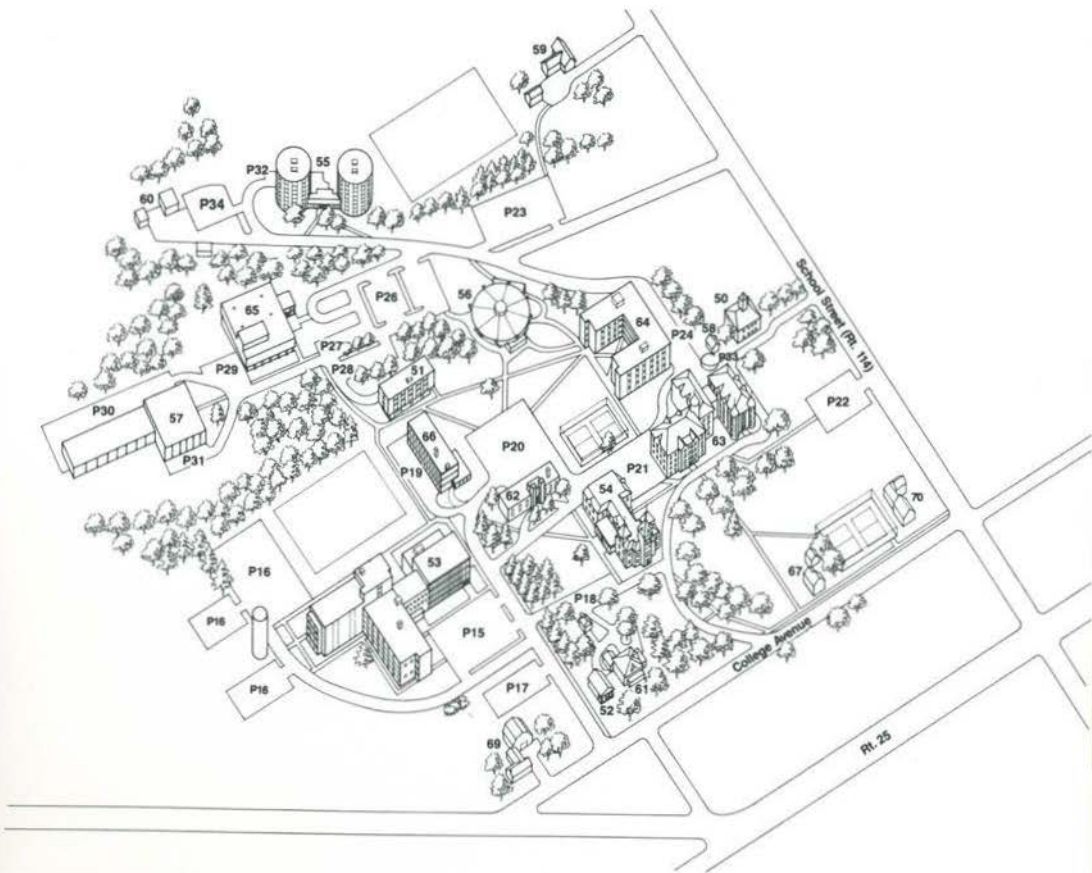 59
55
P32
60
P34
P23
School Street (Rt. 114)
50
56
P26
65
64
58
P24
P33
P27
P28
51
P29
P22
P30
57
66
P20
63
P31
P19
P21
62
54
70
53
P16
67
P18
P16
P15
College Avenue
P16
P17
61
52
69
Rt. 25